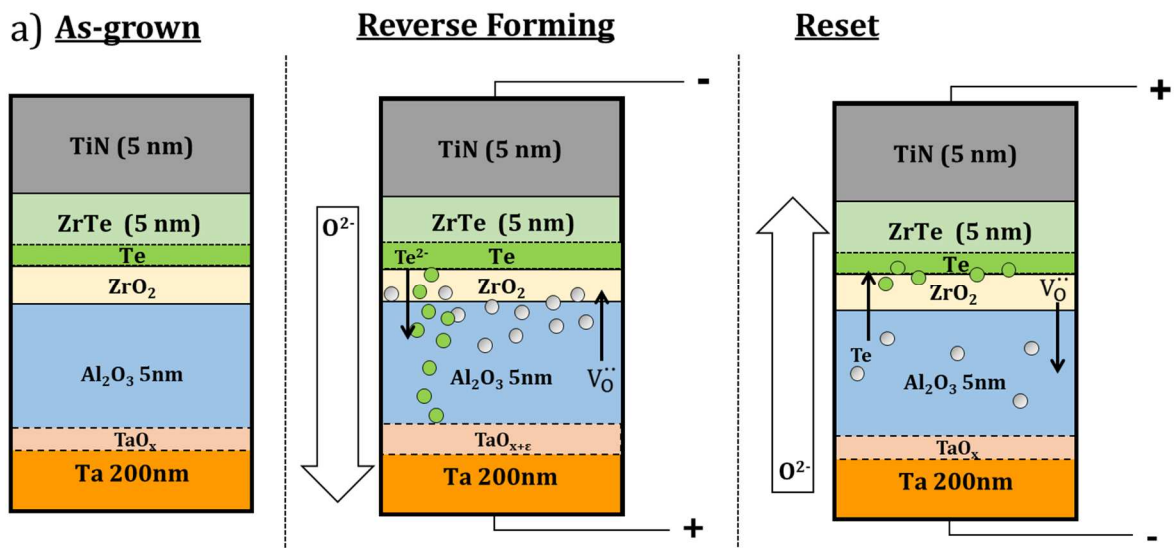 a) As-grown
TiN (5 nm)
ZrTe (5 nm)
Te
ZrO₂
Al₂O₃ 5nm
TaOₓ
Ta 200nm
Reverse Forming
-
TiN (5 nm)
O²⁻
ZrTe (5 nm)
Te²⁻
Te
ZrO₂
Al₂O₃ 5nm
V_O^¨
TaOₓ₊ε
Ta 200nm
+
Reset
+
TiN (5 nm)
ZrTe (5 nm)
Te
ZrO₂
V_O^¨
Te
Al₂O₃ 5nm
TaOₓ
O²⁻
Ta 200nm
-